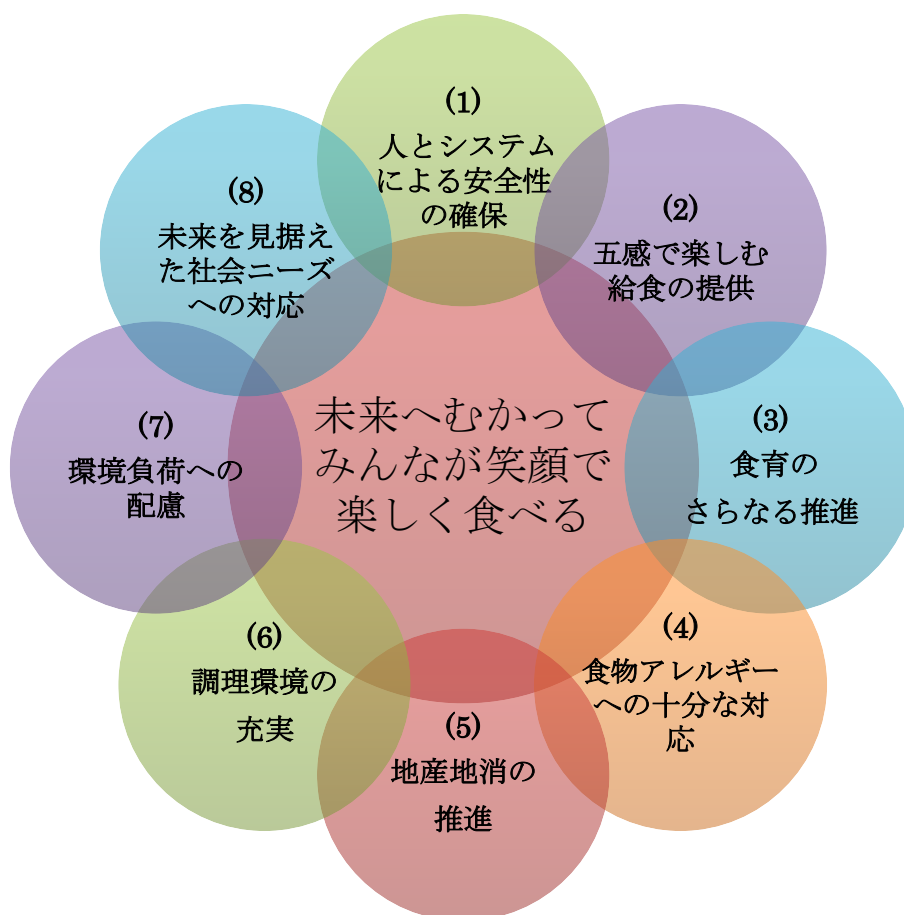 未来へむかって
みんなが笑顔で
楽しく食べる
(1)
人とシステム
による安全性
の確保
(2)
五感で楽しむ
給食の提供
(3)
食育の
さらなる推進
(4)
食物アレルギー
への十分な対
応
(5)
地産地消の
推進
(6)
調理環境の
充実
(7)
環境負荷への
配慮
(8)
未来を見据え
た社会ニーズ
への対応